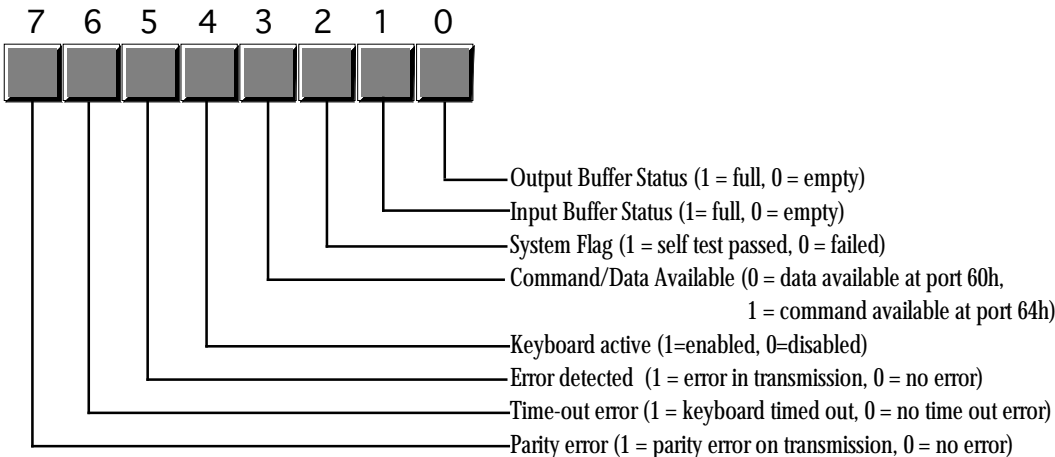 7 6 5 4 3 2 1 0
Output Buffer Status (1 = full, 0 = empty)
Input Buffer Status (1= full, 0 = empty)
System Flag (1 = self test passed, 0 = failed)
Command/Data Available (0 = data available at port 60h,
1 = command available at port 64h)
Keyboard active (1=enabled, 0=disabled)
Error detected (1 = error in transmission, 0 = no error)
Time-out error (1 = keyboard timed out, 0 = no time out error)
Parity error (1 = parity error on transmission, 0 = no error)